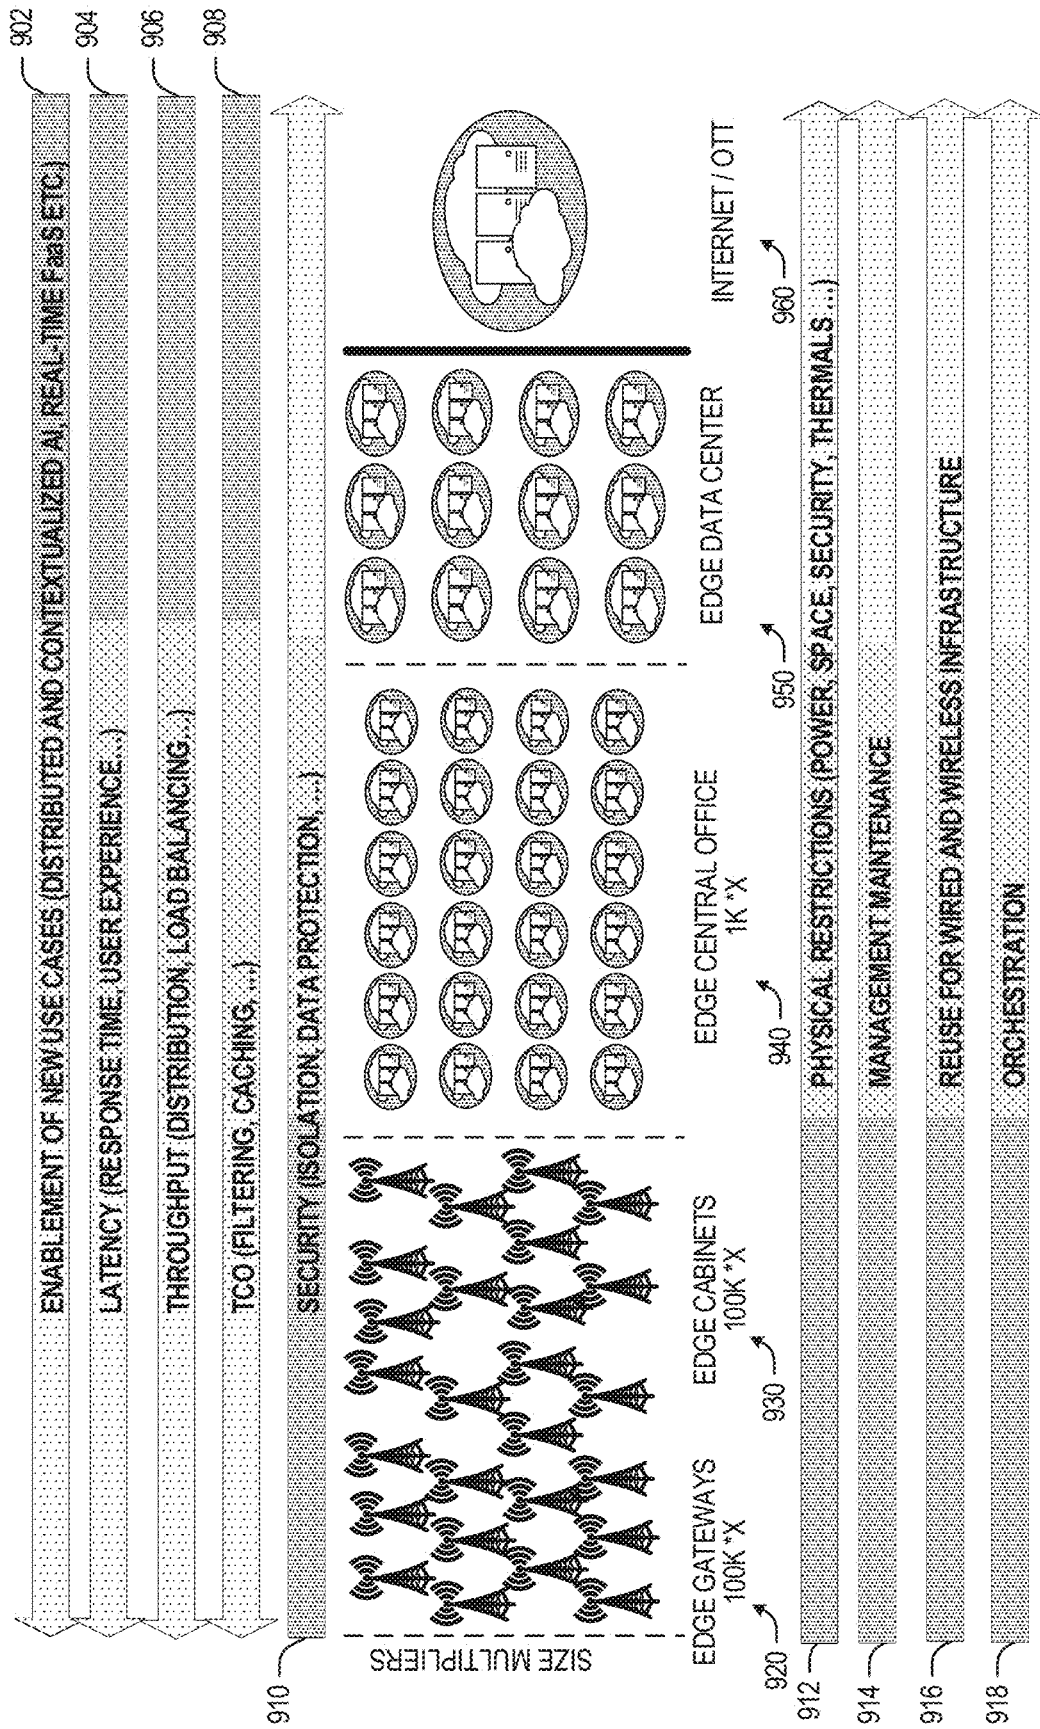 ENABLEMENT OF NEW USE CASES (DISTRIBUTED AND CONTEXTUALIZED AI, REAL-TIME FaaS ETC)
902
LATENCY (RESPONSE TIME, USER EXPERIENCE...)
904
THROUGHPUT (DISTRIBUTION, LOAD BALANCING...)
906
TCO (FILTERING, CACHING, ...)
908
910
SECURITY (ISOLATION, DATA PROTECTION,...)
SIZE MULTIPLIERS
EDGE GATEWAYS
100K *X
EDGE CABINETS
100K *X
EDGE CENTRAL OFFICE
1K *X
EDGE DATA CENTER
INTERNET / OTT
920
930
940
950
960
912
PHYSICAL RESTRICTIONS (POWER, SPACE, SECURITY, THERMALS ...)
914
MANAGEMENT MAINTENANCE
916
REUSE FOR WIRED AND WIRELESS INFRASTRUCTURE
918
ORCHESTRATION